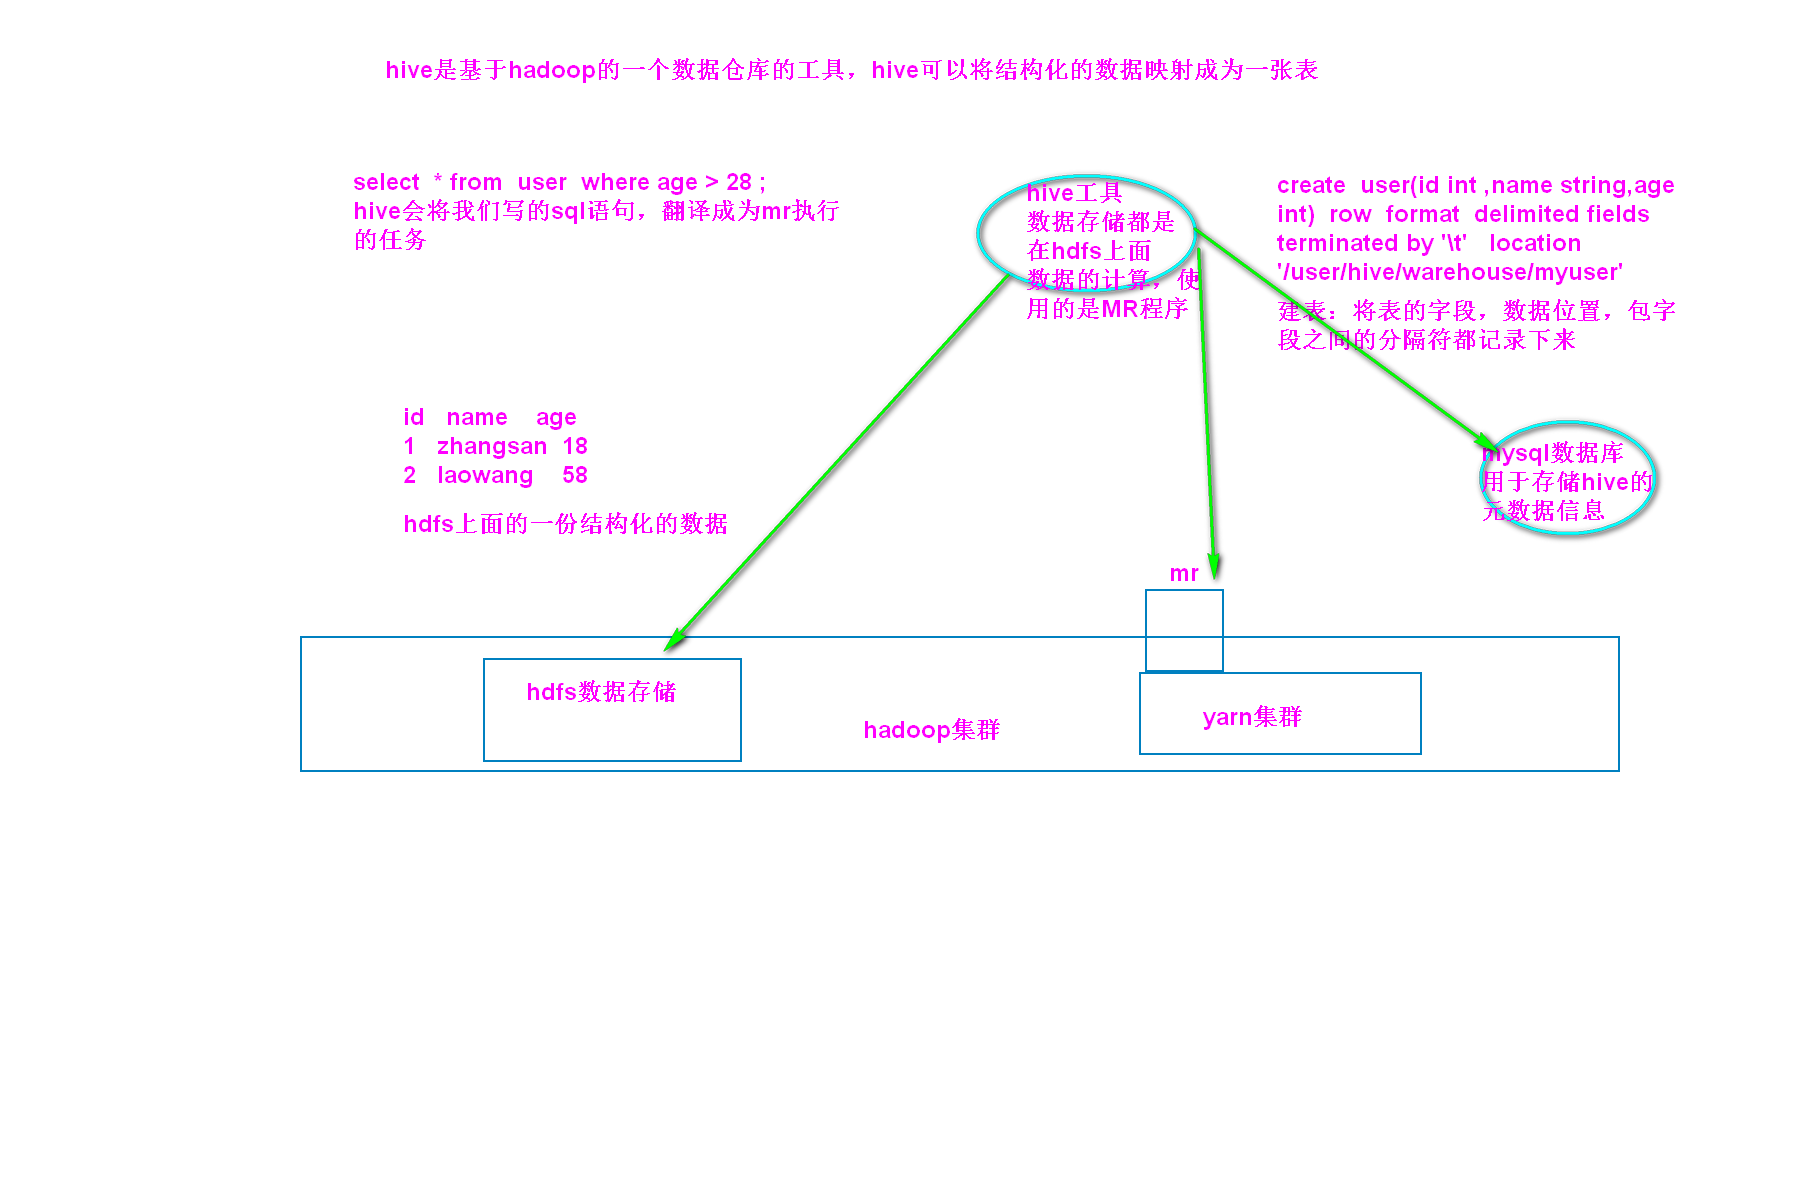 hive是基于hadoop的一个数据仓库的工具，hive可以将结构化的数据映射成为一张表
select  * from  user  where age > 28 ;
hive会将我们写的sql语句，翻译成为mr执行
的任务
hive工具
数据存储都是
在hdfs上面
数据的计算，使
用的是MR程序
create  user(id int ,name string,age
int)  row  format  delimited fields
terminated by '\t'   location
'/user/hive/warehouse/myuser'
建表：将表的字段，数据位置，包字
段之间的分隔符都记录下来
id   name    age
1   zhangsan  18
2   laowang    58
hdfs上面的一份结构化的数据
mysql数据库
用于存储hive的
元数据信息
mr
hdfs数据存储
hadoop集群
yarn集群